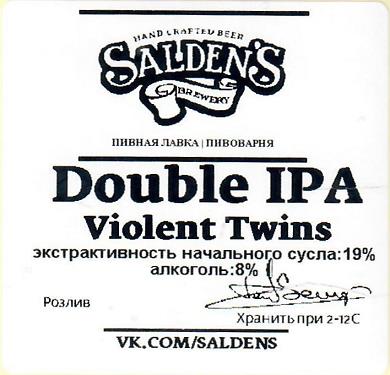 HAND CRAFTED BEER
SALDEN'S
BREWERY
ПИВНАЯ ЛАВКА | ПИВОВАРНЯ
Double IPA
Violent Twins
экстрактивность начального сусла:19%
алкоголь:8%
Розлив
Хранить при 2-12С
VK.COM/SALDENS